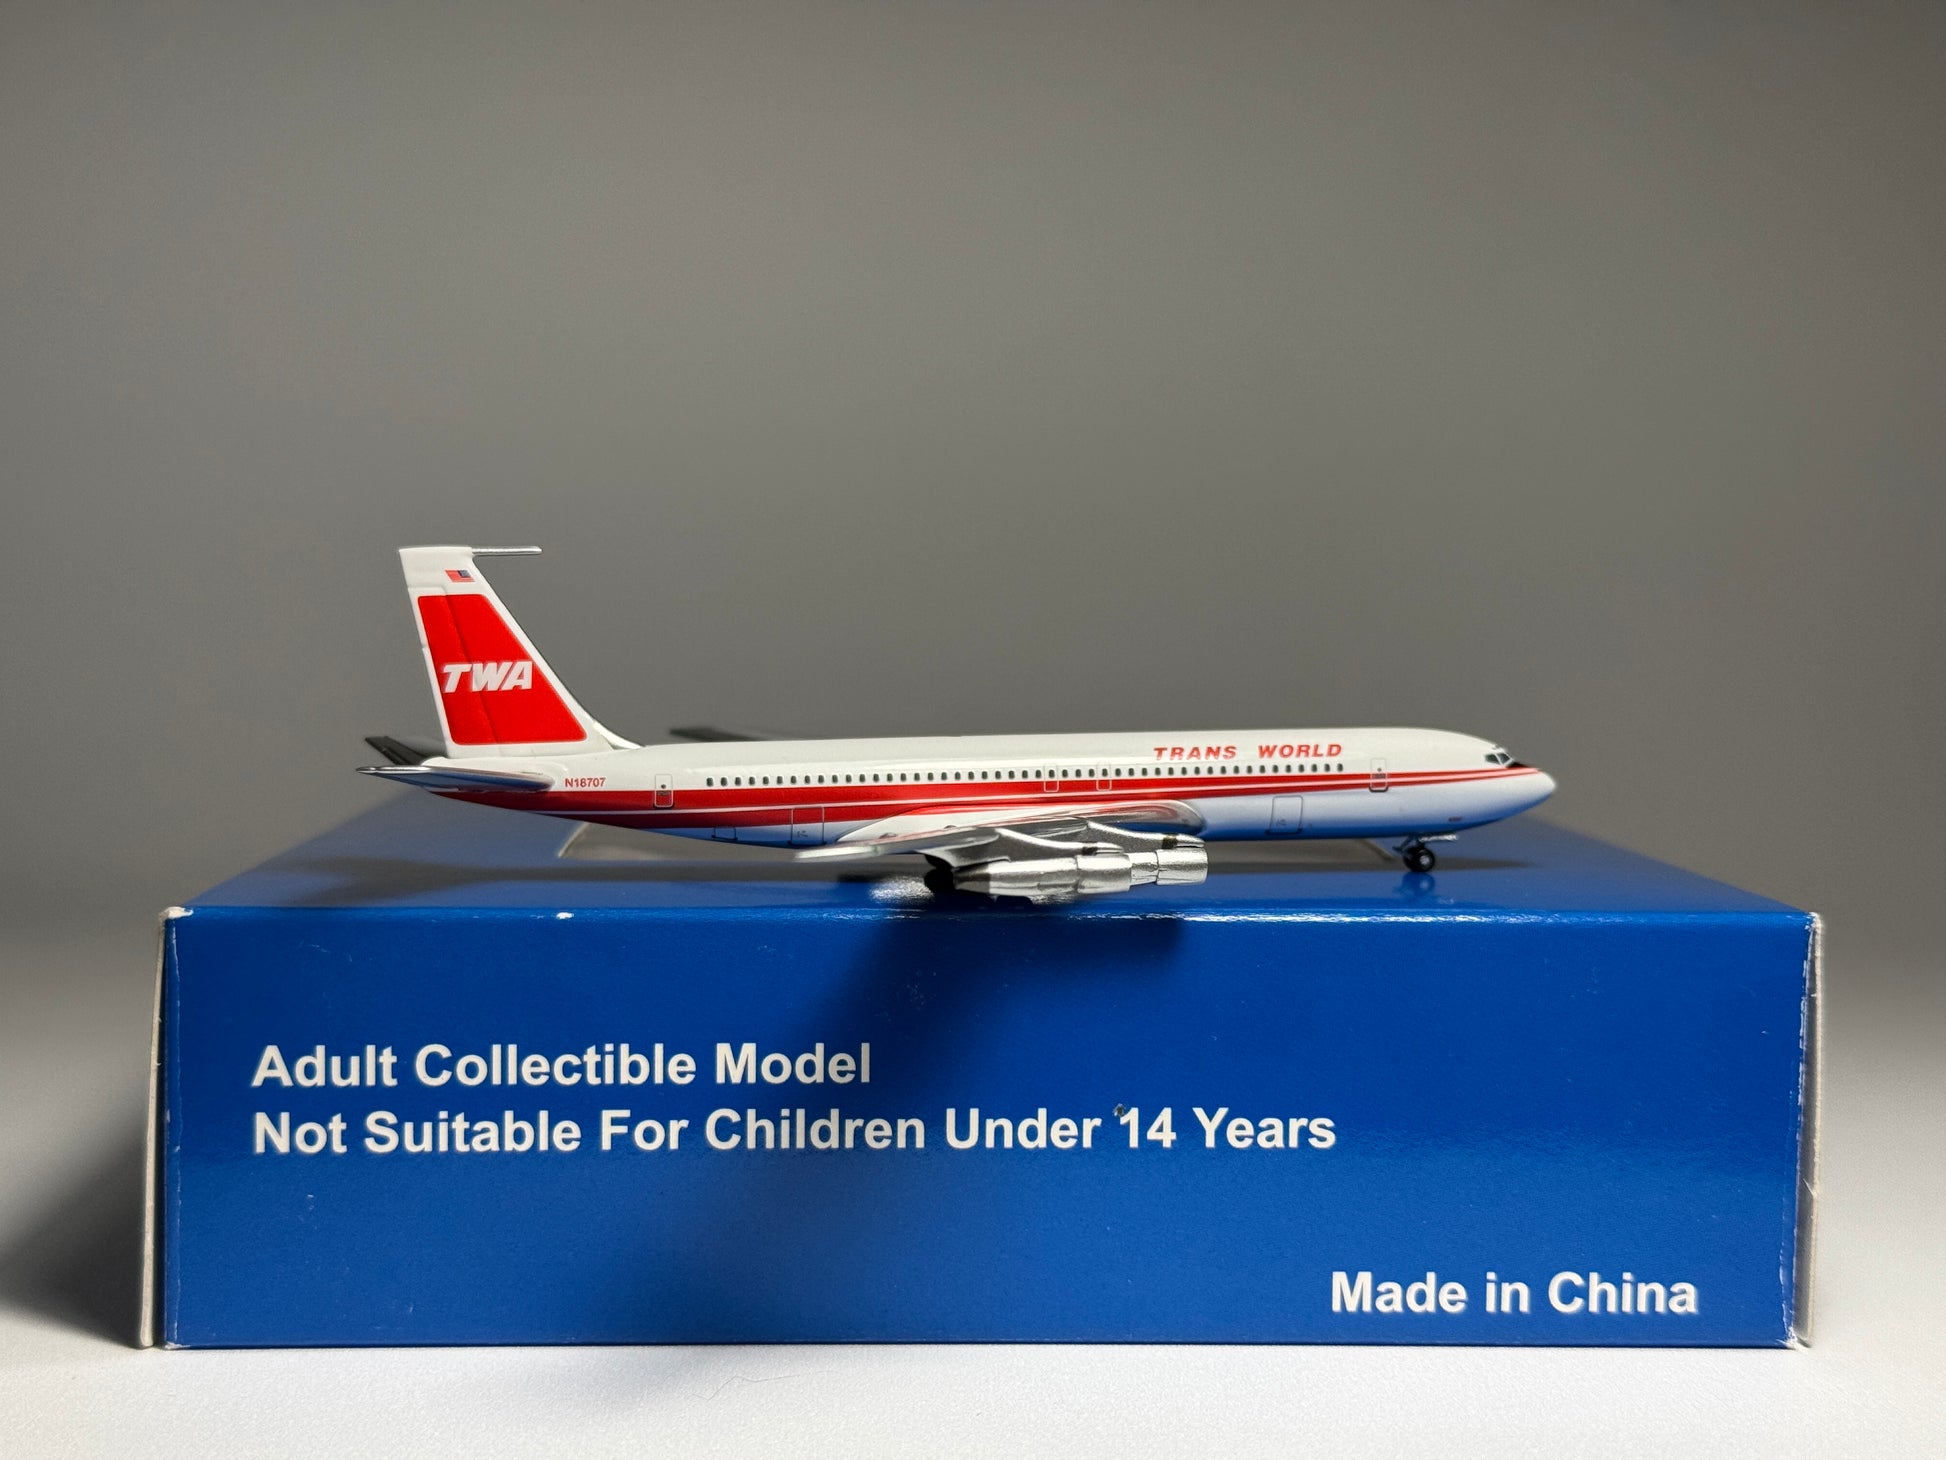 TWA
TRANS WORLD
N18707
Adult Collectible Model
Not Suitable For Children Under 14 Years
Made in China